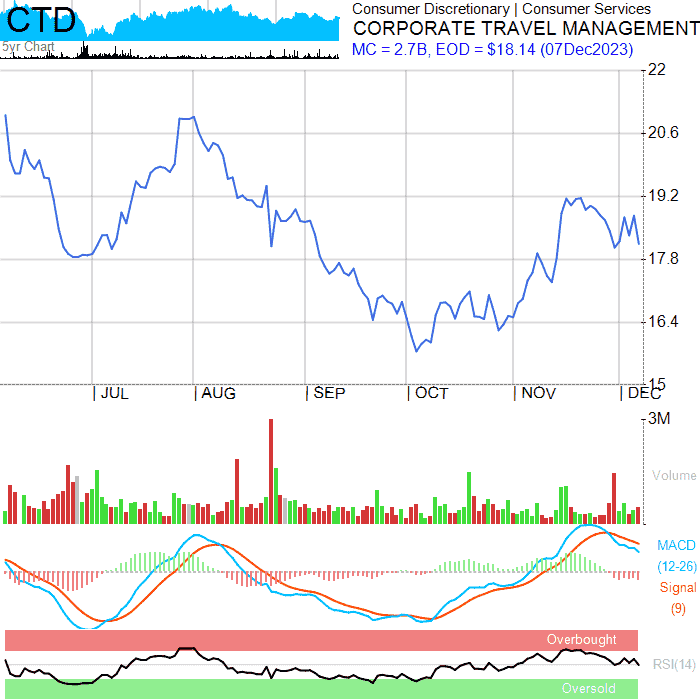 CTD
5yr Chart
Consumer Discretionary | Consumer Services
CORPORATE TRAVEL MANAGEMENT
MC = 2.7B, EOD = $18.14 (07Dec2023)
22
20.6
19.2
17.8
16.4
15
JUL
AUG
SEP
OCT
NOV
DEC
3M
Volume
MACD
(12-26)
Signal
(9)
Overbought
RSI(14)
Oversold